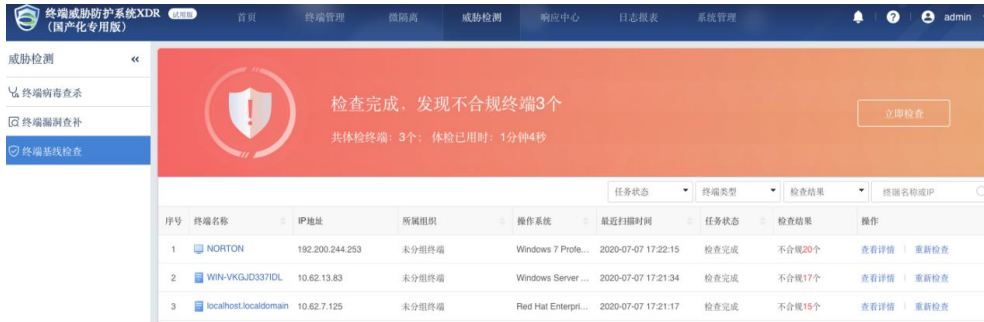 终端威胁防护系统XDR 试用版
（国产化专用版）
首页 终端管理 微隔离 威胁检测 响应中心 日志报表 系统管理 admin
威胁检测
终端病毒查杀
终端漏洞查补
终端基线检查
检查完成，发现不合规终端3个
共体检终端：3个； 体检已用时：1分钟4秒
立即检查
任务状态 终端类型 检查结果 终端名称或IP
序号 终端名称 IP地址 所属组织 操作系统 最近扫描时间 任务状态 检查结果 操作
1 NORTON 192.200.244.253 未分组终端 Windows 7 Profe... 2020-07-07 17:22:15 检查完成 不合规20个 查看详情 重新检查
2 WIN-VKGJD337IDL 10.62.13.83 未分组终端 Windows Server ... 2020-07-07 17:21:34 检查完成 不合规17个 查看详情 重新检查
3 localhost.localdomain 10.62.7.125 未分组终端 Red Hat Enterpri... 2020-07-07 17:21:17 检查完成 不合规15个 查看详情 重新检查